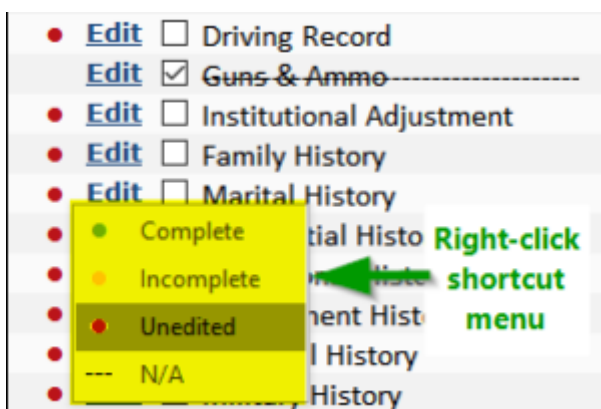 Edit Driving Record
Edit Guns & Ammo
Edit Institutional Adjustment
Edit Family History
Edit Marital History
Complete
Incomplete
Unedited
--- N/A
History
History
Right-click
shortcut
menu